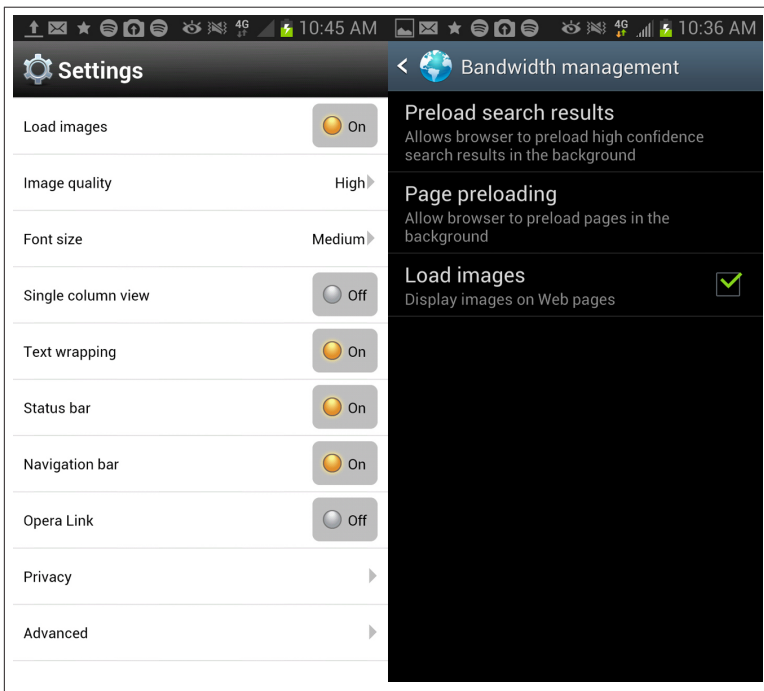 4G 10:45 AM
Settings
Load images On
Image quality High
Font size Medium
Single column view Off
Text wrapping On
Status bar On
Navigation bar On
Opera Link Off
Privacy
Advanced
4G 10:36 AM
Bandwidth management
Preload search results
Allows browser to preload high confidence
search results in the background
Page preloading
Allow browser to preload pages in the
background
Load images
Display images on Web pages